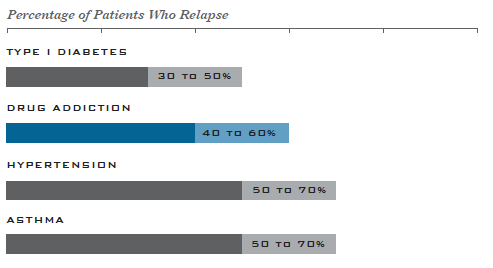 Percentage of Patients Who Relapse
TYPE I DIABETES
30 TO 50%
DRUG ADDICTION
40 TO 60%
HYPERTENSION
50 TO 70%
ASTHMA
50 TO 70%